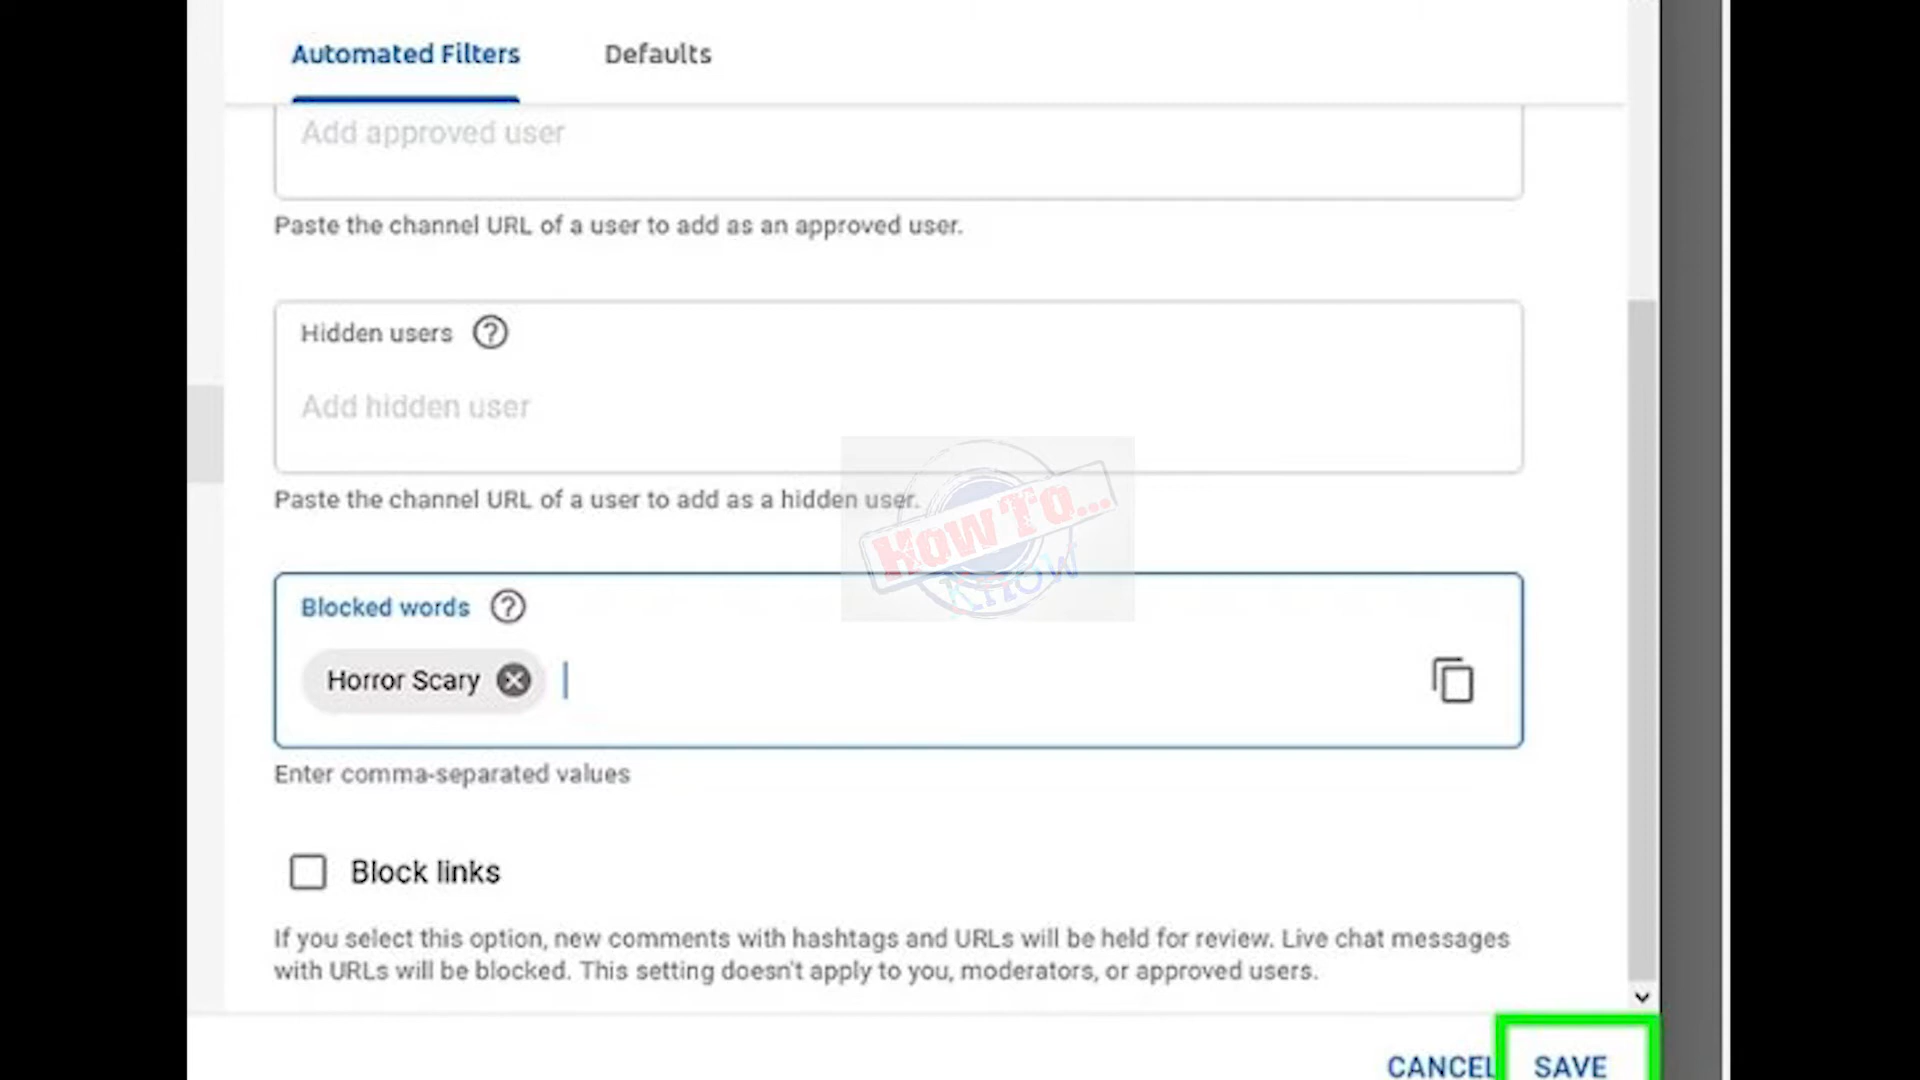 Automated Filters Defaults
Add approved user
Paste the channel URL of a user to add as an approved user.
Hidden users
Add hidden user
Paste the channel URL of a user to add as a hidden user.
How To...
Know
Blocked words
Horror Scary
Enter comma-separated values
Block links
If you select this option, new comments with hashtags and URLs will be held for review. Live chat messages
with URLs will be blocked. This setting doesn't apply to you, moderators, or approved users.
CANCEL SAVE